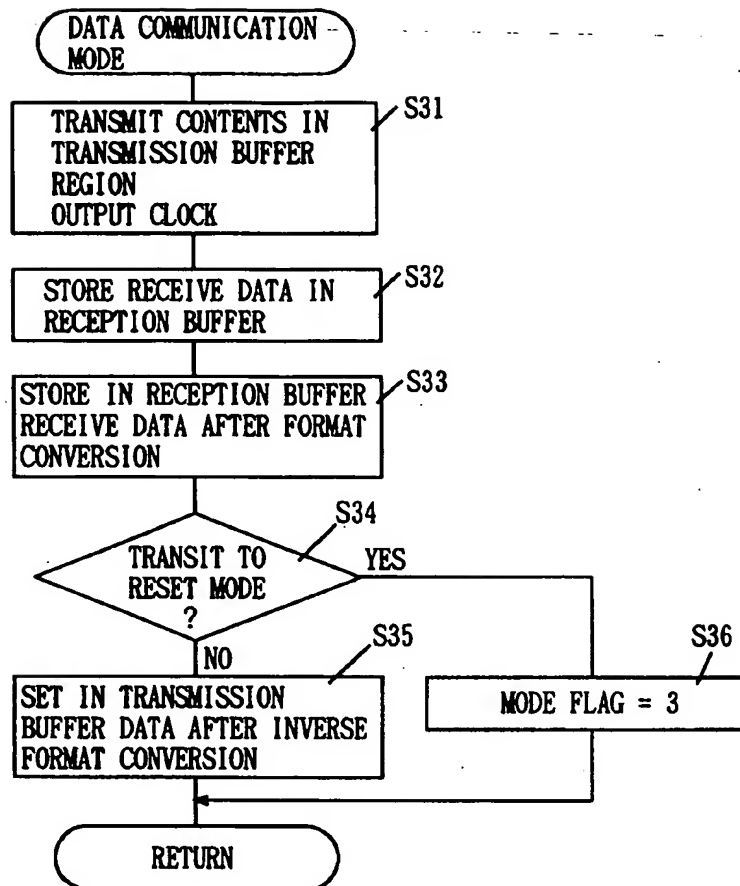 DATA COMMUNICATION
MODE
S31
TRANSMIT CONTENTS IN
TRANSMISSION BUFFER
REGION
OUTPUT CLOCK
S32
STORE RECEIVE DATA IN
RECEPTION BUFFER
S33
STORE IN RECEPTION BUFFER
RECEIVE DATA AFTER FORMAT
CONVERSION
S34
TRANSIT TO
RESET MODE
?
YES
NO
S35
SET IN TRANSMISSION
BUFFER DATA AFTER INVERSE
FORMAT CONVERSION
S36
MODE FLAG = 3
RETURN